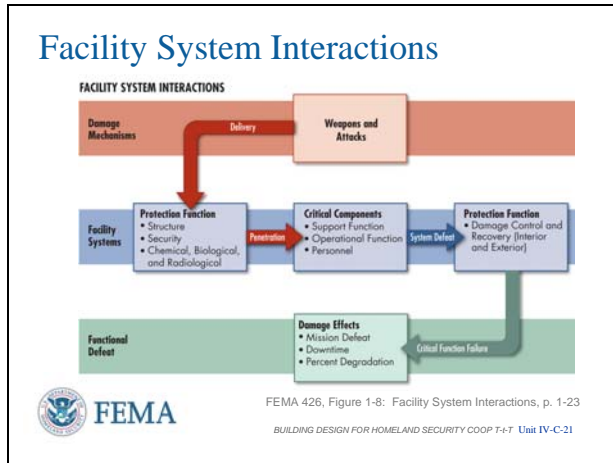 Facility System Interactions
FACILITY SYSTEM INTERACTIONS
Damage
Mechanisms
Delivery
Weapons and
Attacks
Facility
Systems
Protection Function
• Structure
• Security
• Chemical, Biological,
and Radiological
Penetration
Critical Components
• Support Function
• Operational Function
• Personnel
System Defeat
Protection Function
• Damage Control and
Recovery (Interior
and Exterior)
Functional
Defeat
Damage Effects
• Mission Defeat
• Downtime
• Percent Degradation
Critical Function Failure
FEMA
FEMA 426, Figure 1-8: Facility System Interactions, p. 1-23
BUILDING DESIGN FOR HOMELAND SECURITY COOP T-t-T Unit IV-C-21